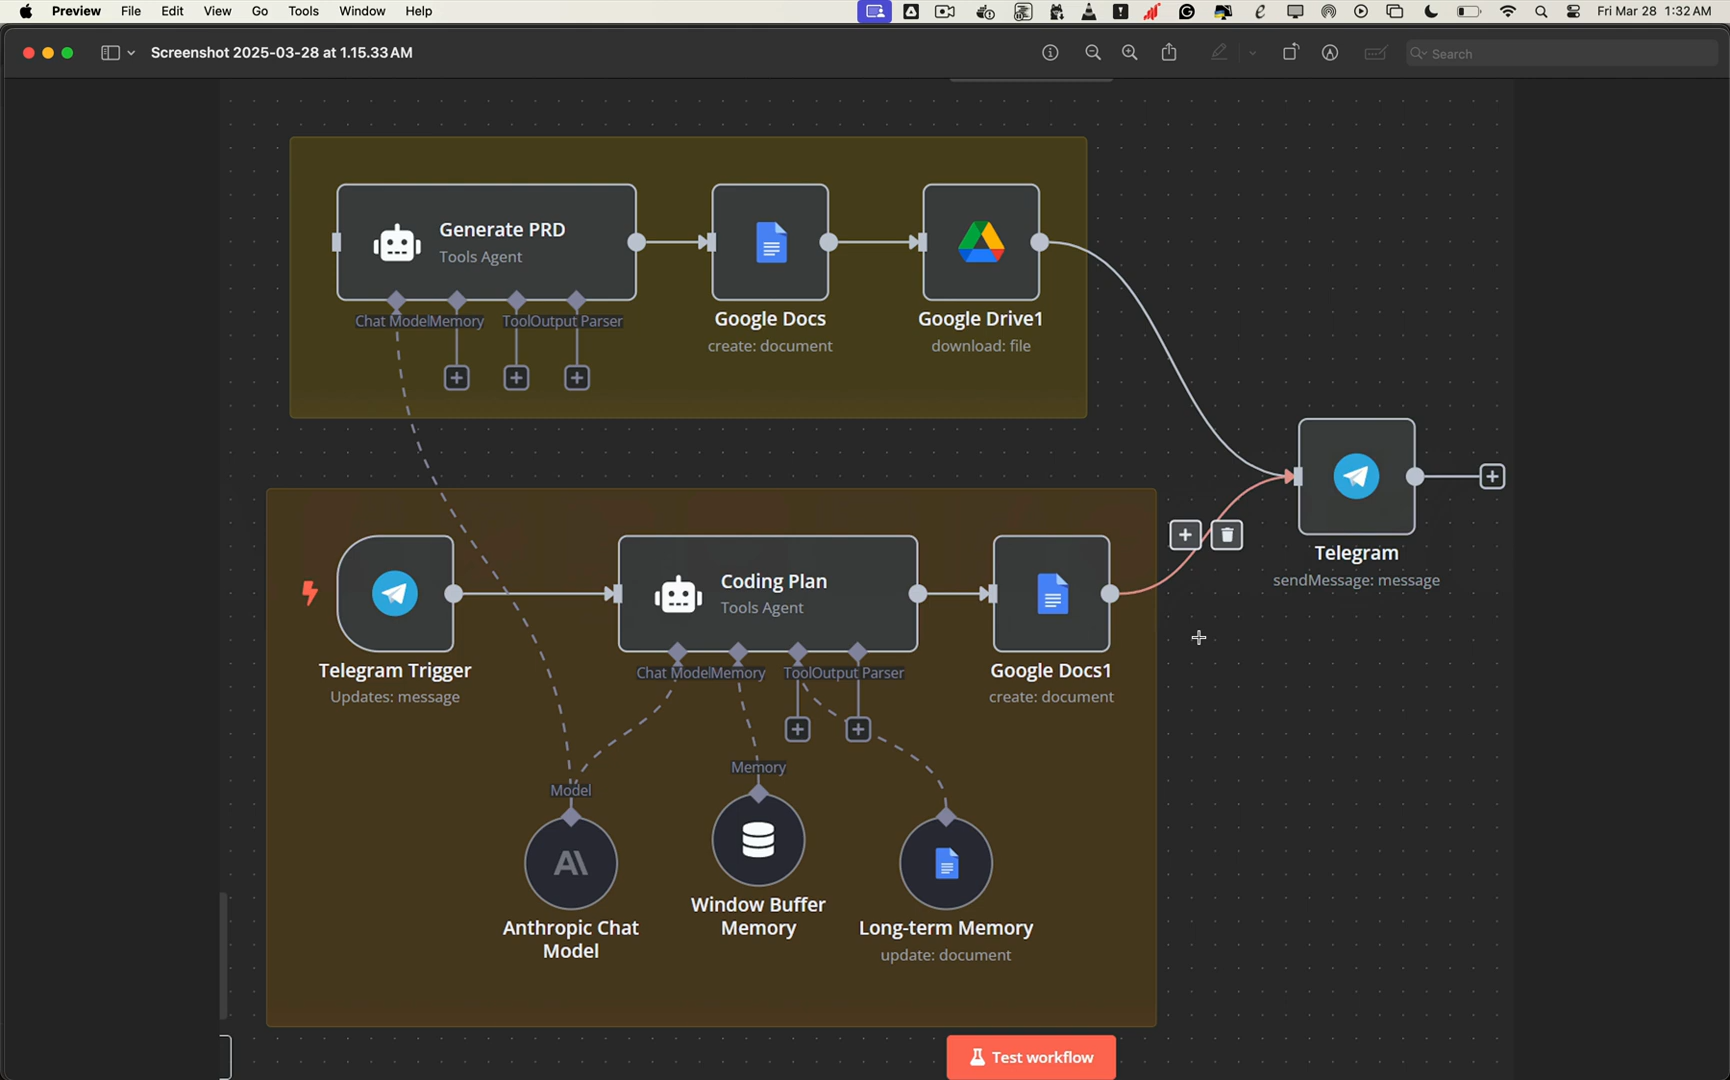 Preview File Edit View Go Tools Window Help Fri Mar 28 1:32 AM
Screenshot 2025-03-28 at 1.15.33 AM Search
Generate PRD
Tools Agent
Chat Model Memory Tool Output Parser
Google Docs
create: document
Google Drive1
download: file
Telegram
sendMessage: message
Coding Plan
Tools Agent
Telegram Trigger
Updates: message
Chat Model Memory Tool Output Parser
Google Docs1
create: document
Memory
Model
Window Buffer
Memory
Anthropic Chat
Model
Long-term Memory
update: document
Test workflow